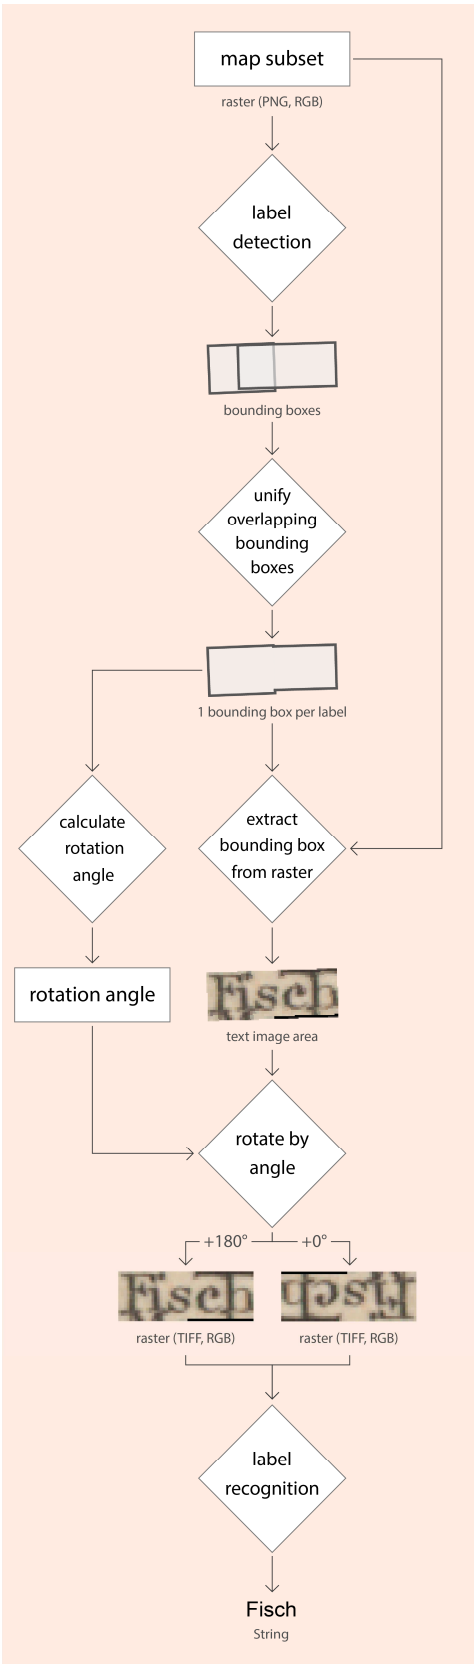 map subset
raster (PNG, RGB)
label
detection
bounding boxes
unify
overlapping
bounding
boxes
1 bounding box per label
calculate
rotation
angle
extract
bounding box
from raster
rotation angle
Fisch
text image area
rotate by
angle
+180°
+0°
Fisch
Fisch
raster (TIFF, RGB)
raster (TIFF, RGB)
label
recognition
Fisch
String